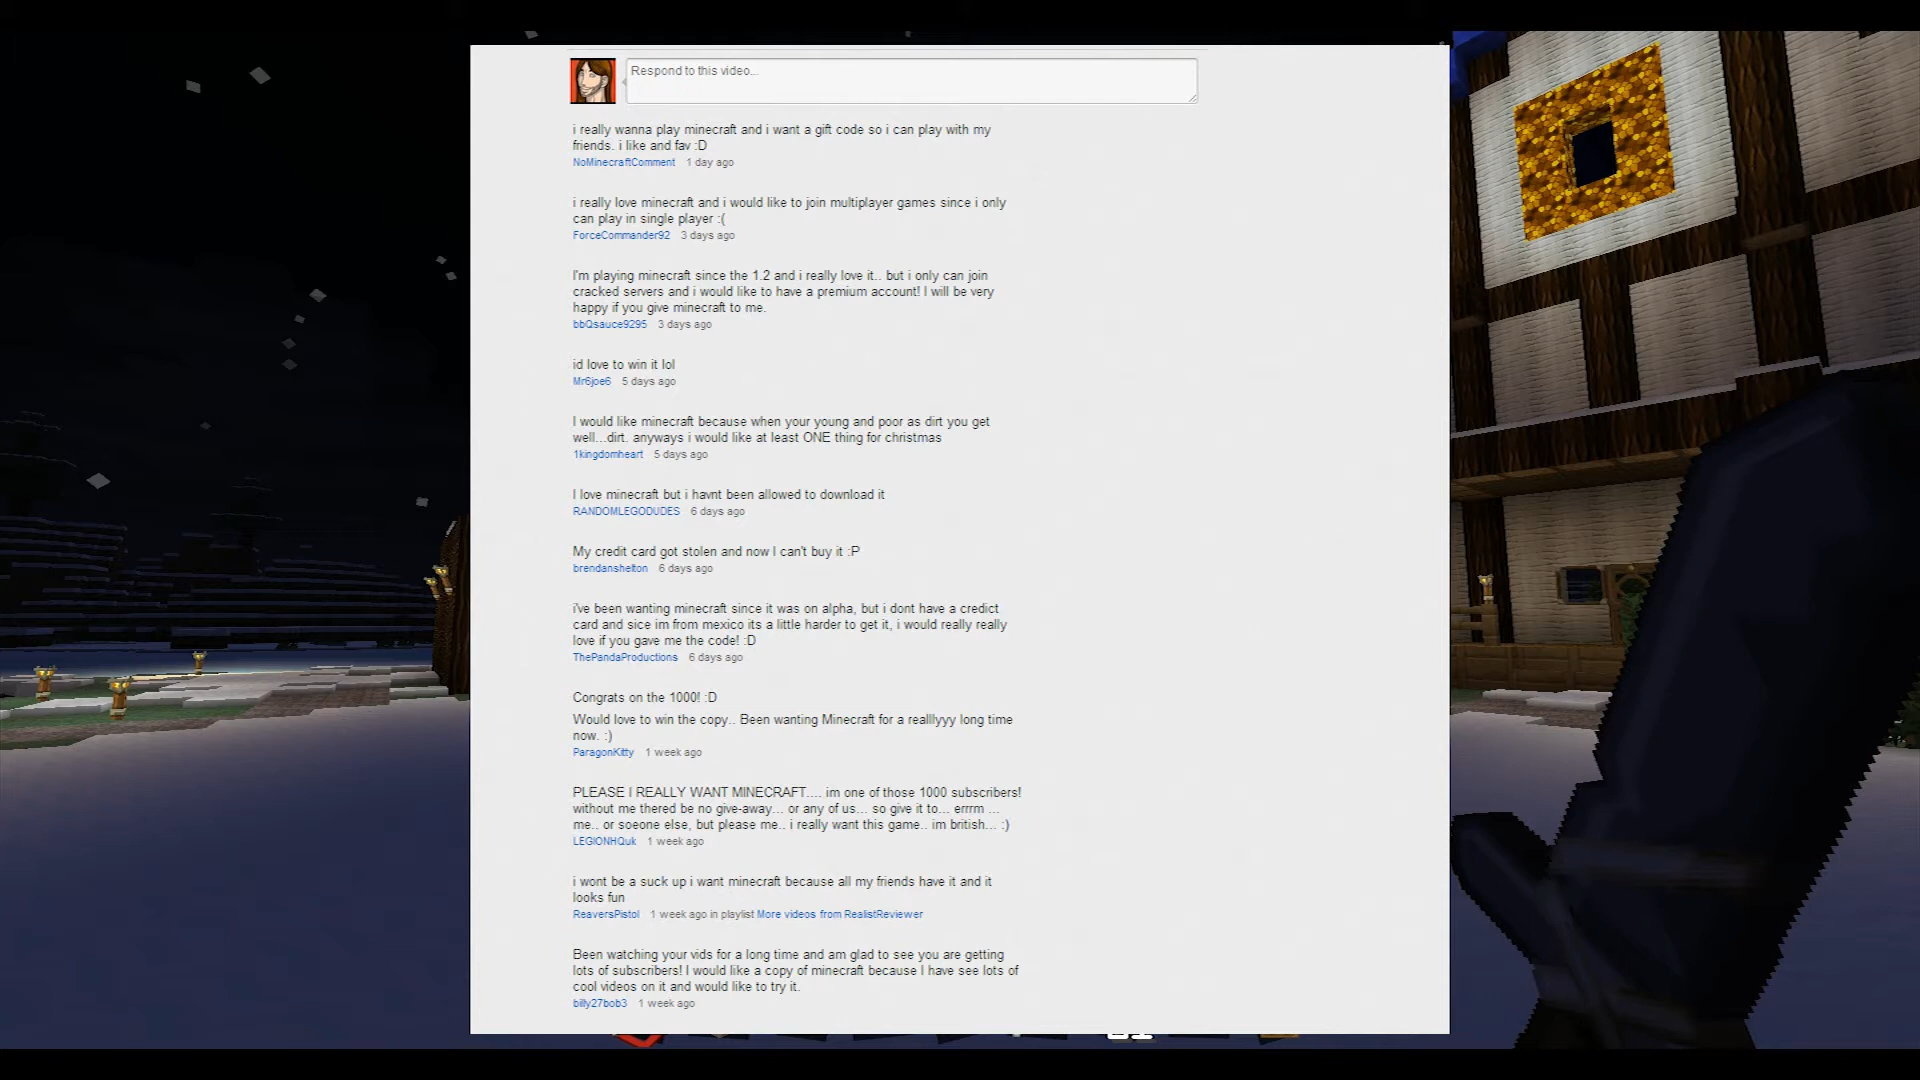 Respond to this video...
i really wanna play minecraft and i want a gift code so i can play with my
friends. i like and fav :D
NoMinecraftComment 1 day ago
i really love minecraft and i would like to join multiplayer games since i only
can play in single player :(
ForceCommander92 3 days ago
I'm playing minecraft since the 1.2 and i really love it.. but i only can join
cracked servers and i would like to have a premium account! I will be very
happy if you give minecraft to me.
bbQsauce9295 3 days ago
id love to win it lol
Mr6joe6 5 days ago
I would like minecraft because when your young and poor as dirt you get
well...dirt. anyways i would like at least ONE thing for christmas
1kingdomheart 5 days ago
I love minecraft but i havnt been allowed to download it
RANDOMLEGODUDES 6 days ago
My credit card got stolen and now I can't buy it :P
brendanshelton 6 days ago
i've been wanting minecraft since it was on alpha, but i dont have a credict
card and sice im from mexico its a little harder to get it, i would really really
love if you gave me the code! :D
ThePandaProductions 6 days ago
Congrats on the 1000! :D
Would love to win the copy.. Been wanting Minecraft for a realllyyy long time
now. :)
ParagonKitty 1 week ago
PLEASE I REALLY WANT MINECRAFT.... im one of those 1000 subscribers!
without me thered be no give-away... or any of us... so give it to... errrm ...
me.. or soeone else, but please me.. i really want this game.. im british... :)
LEGIONHQuk 1 week ago
i wont be a suck up i want minecraft because all my friends have it and it
looks fun
ReaversPistol 1 week ago in playlist More videos from RealistReviewer
Been watching your vids for a long time and am glad to see you are getting
lots of subscribers! I would like a copy of minecraft because I have see lots of
cool videos on it and would like to try it.
billy27bob3 1 week ago